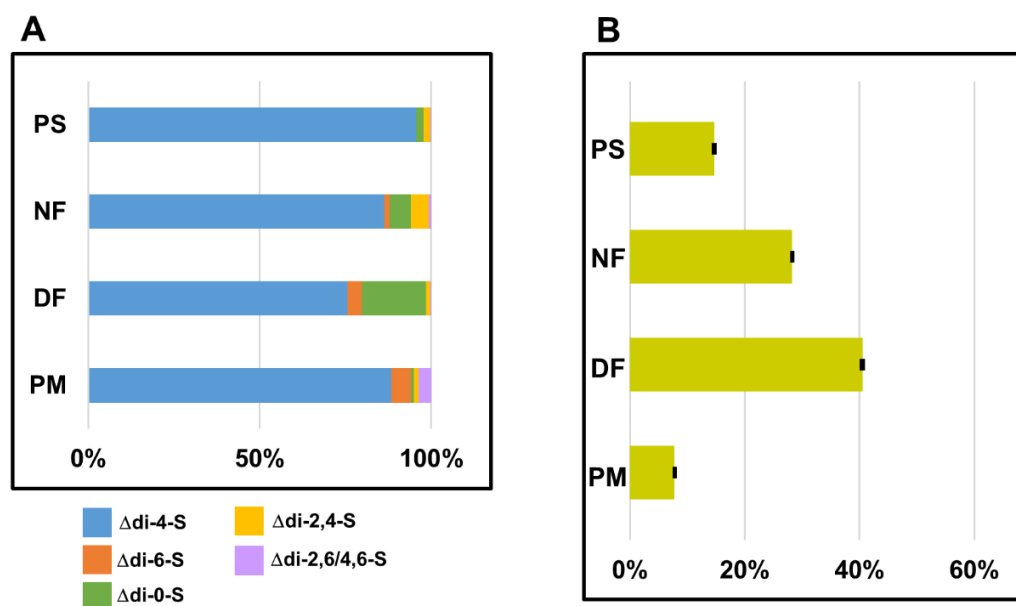 A
PS
NF
DF
PM
0% 50% 100%
∆di-4-S
∆di-6-S
∆di-0-S
∆di-2,4-S
∆di-2,6/4,6-S
B
PS
NF
DF
PM
0% 20% 40% 60%